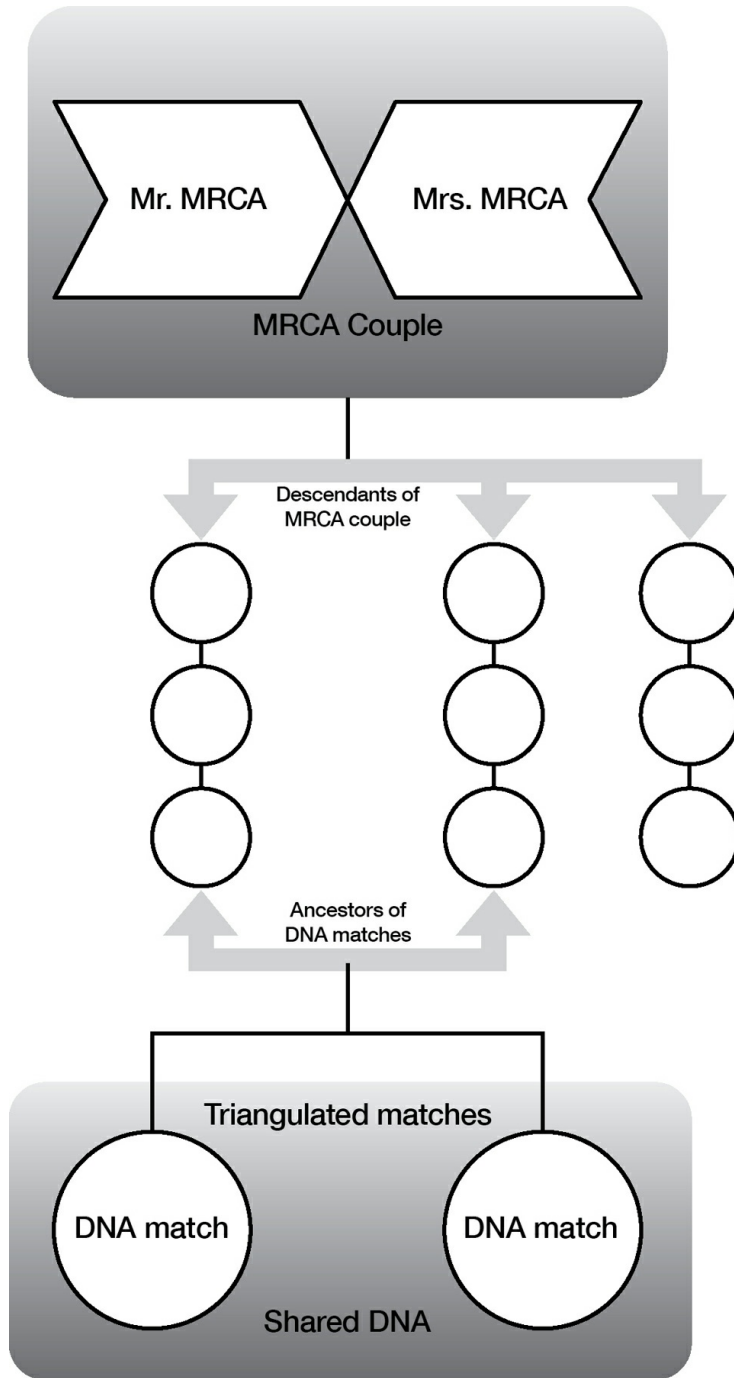 Mr. MRCA
Mrs. MRCA
MRCA Couple
Descendants of
MRCA couple
Ancestors of
DNA matches
Triangulated matches
DNA match
DNA match
Shared DNA